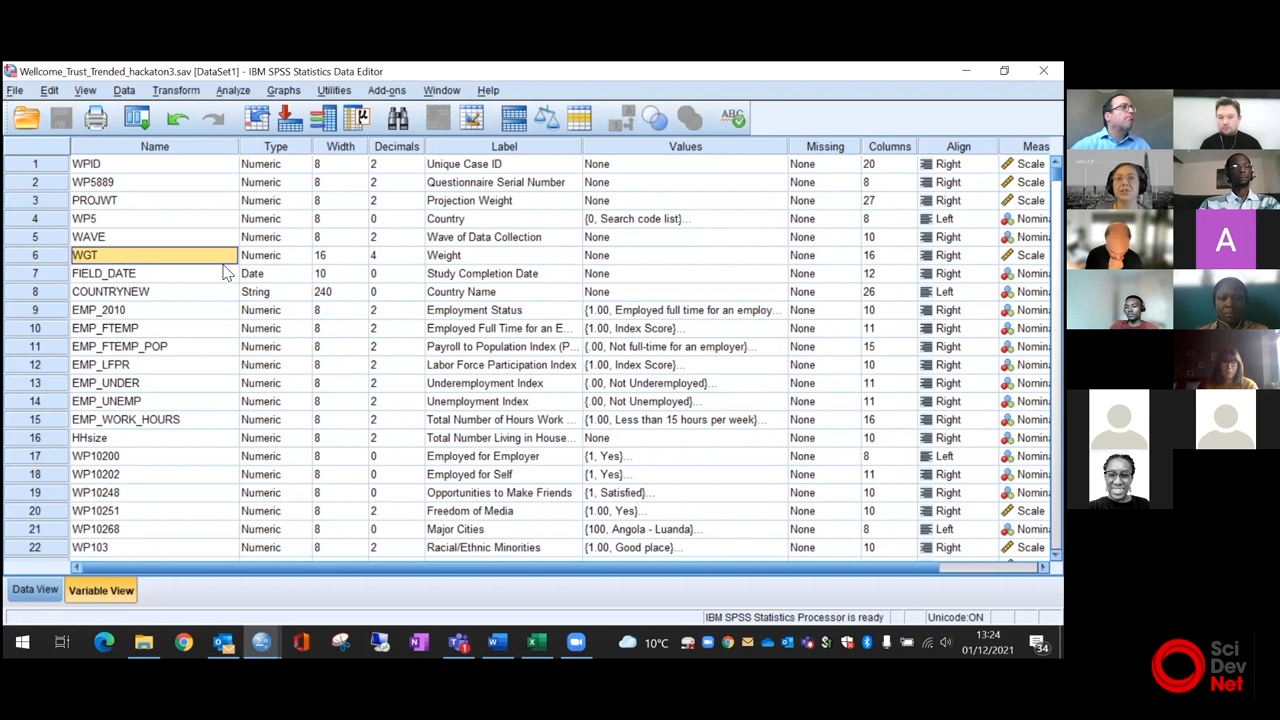 Wellcome_Trust_Trended_hackaton3.sav [DataSet1] - IBM SPSS Statistics Data Editor
File Edit View Data Transform Analyze Graphs Utilities Add-ons Window Help
Name Type Width Decimals Label Values Missing Columns Align Meas
1 WPID Numeric 8 2 Unique Case ID None None 20 Right Scale
2 WP5889 Numeric 8 2 Questionnaire Serial Number None None 8 Right Scale
3 PROJWT Numeric 8 2 Projection Weight None None 27 Right Scale
4 WP5 Numeric 8 0 Country {0, Search code list}... None 8 Left Nomina
5 WAVE Numeric 8 2 Wave of Data Collection None None 10 Right Nomina
6 WGT Numeric 16 4 Weight None None 16 Right Scale
7 FIELD_DATE Date 10 0 Study Completion Date None None 12 Right Nomina
8 COUNTRYNEW String 240 0 Country Name None None 26 Left Nomina
9 EMP_2010 Numeric 8 2 Employment Status {1.00, Employed full time for an employ... None 10 Right Nomina
10 EMP_FTEMP Numeric 8 2 Employed Full Time for an E... {1.00, Index Score}... None 11 Right Nomina
11 EMP_FTEMP_POP Numeric 8 2 Payroll to Population Index (P... {.00, Not full-time for an employer}... None 15 Right Nomina
12 EMP_LFPR Numeric 8 2 Labor Force Participation Index {1.00, Index Score}... None 10 Right Nomina
13 EMP_UNDER Numeric 8 2 Underemployment Index {.00, Not Underemployed}... None 11 Right Nomina
14 EMP_UNEMP Numeric 8 2 Unemployment Index {.00, Not Unemployed}... None 11 Right Nomina
15 EMP_WORK_HOURS Numeric 8 2 Total Number of Hours Work ... {1.00, Less than 15 hours per week}... None 16 Right Nomina
16 HHsize Numeric 8 2 Total Number Living in House... None None 10 Right Nomina
17 WP10200 Numeric 8 0 Employed for Employer {1, Yes}... None 8 Left Nomina
18 WP10202 Numeric 8 0 Employed for Self {1, Yes}... None 11 Right Nomina
19 WP10248 Numeric 8 0 Opportunities to Make Friends {1, Satisfied}... None 10 Right Nomina
20 WP10251 Numeric 8 2 Freedom of Media {1.00, Yes}... None 10 Right Scale
21 WP10268 Numeric 8 0 Major Cities {100, Angola - Luanda}... None 8 Left Nomina
22 WP103 Numeric 8 2 Racial/Ethnic Minorities {1.00, Good place}... None 10 Right Scale
Data View Variable View
IBM SPSS Statistics Processor is ready Unicode:ON
10°C 13:24
01/12/2021 34
A
Sci
Dev
Net